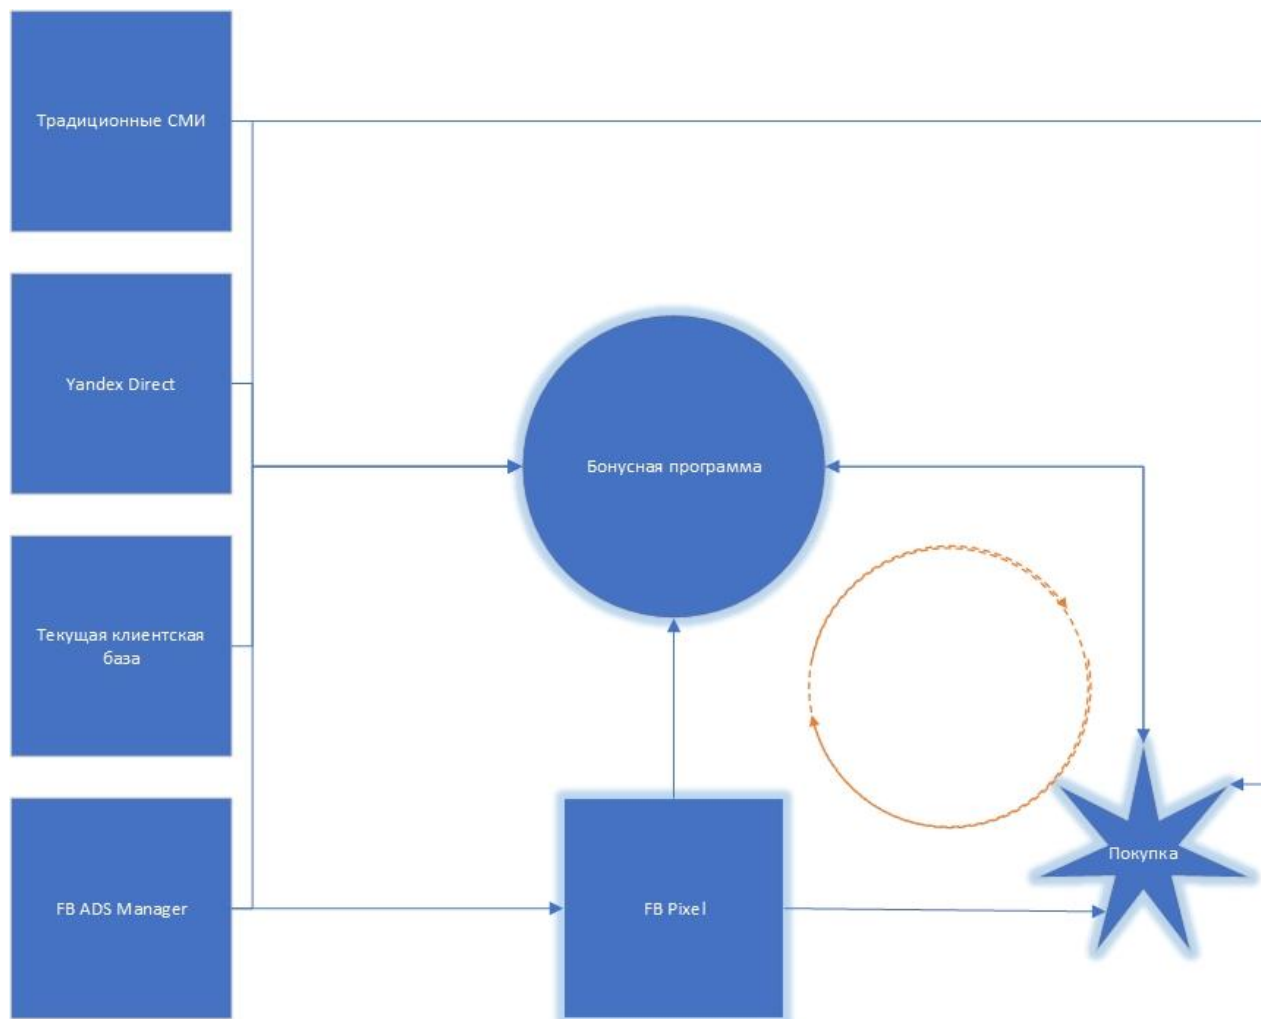 Традиционные СМИ
Yandex Direct
Бонусная программа
Текущая клиентская
база
FB ADS Manager
FB Pixel
Покупка